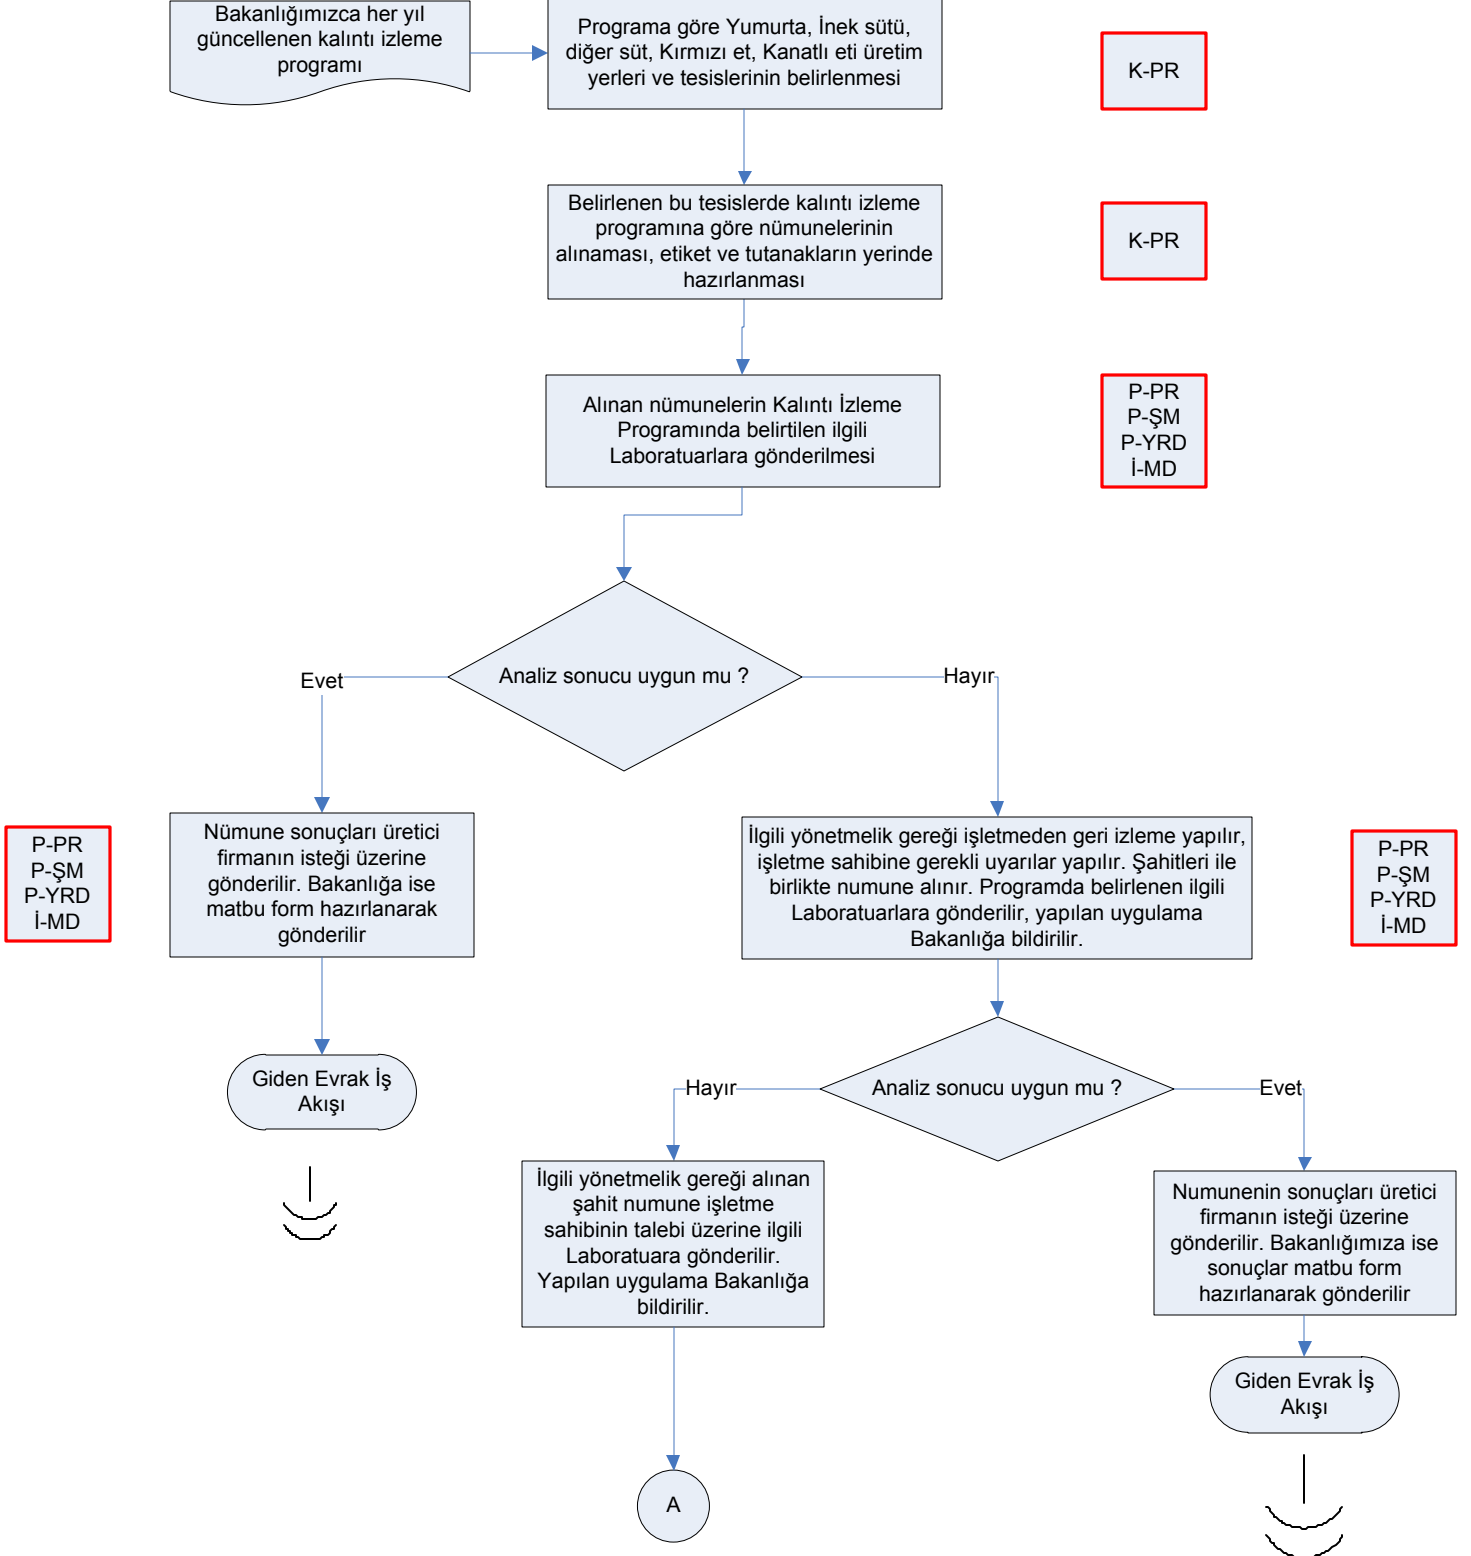 Bakanlığımızca her yıl
güncellenen kalıntı izleme
programı
Programa göre Yumurta, İnek sütü,
diğer süt, Kırmızı et, Kanatlı eti üretim
yerleri ve tesislerinin belirlenmesi
K-PR
Belirlenen bu tesislerde kalıntı izleme
programına göre nümunelerinin
alınaması, etiket ve tutanakların yerinde
hazırlanması
K-PR
Alınan nümunelerin Kalıntı İzleme
Programında belirtilen ilgili
Laboratuarlara gönderilmesi
P-PR
P-ŞM
P-YRD
İ-MD
Analiz sonucu uygun mu ?
Evet
Hayır
P-PR
P-ŞM
P-YRD
İ-MD
Nümune sonuçları üretici
firmanın isteği üzerine
gönderilir. Bakanlığa ise
matbu form hazırlanarak
gönderilir
İlgili yönetmelik gereği işletmeden geri izleme yapılır,
işletme sahibine gerekli uyarılar yapılır. Şahitleri ile
birlikte numune alınır. Programda belirlenen ilgili
Laboratuarlara gönderilir, yapılan uygulama
Bakanlığa bildirilir.
P-PR
P-ŞM
P-YRD
İ-MD
Giden Evrak İş
Akışı
Hayır
Analiz sonucu uygun mu ?
Evet
İlgili yönetmelik gereği alınan
şahit numune işletme
sahibinin talebi üzerine ilgili
Laboratuara gönderilir.
Yapılan uygulama Bakanlığa
bildirilir.
Numunenin sonuçları üretici
firmanın isteği üzerine
gönderilir. Bakanlığımıza ise
sonuçlar matbu form
hazırlanarak gönderilir
Giden Evrak İş
Akışı
A